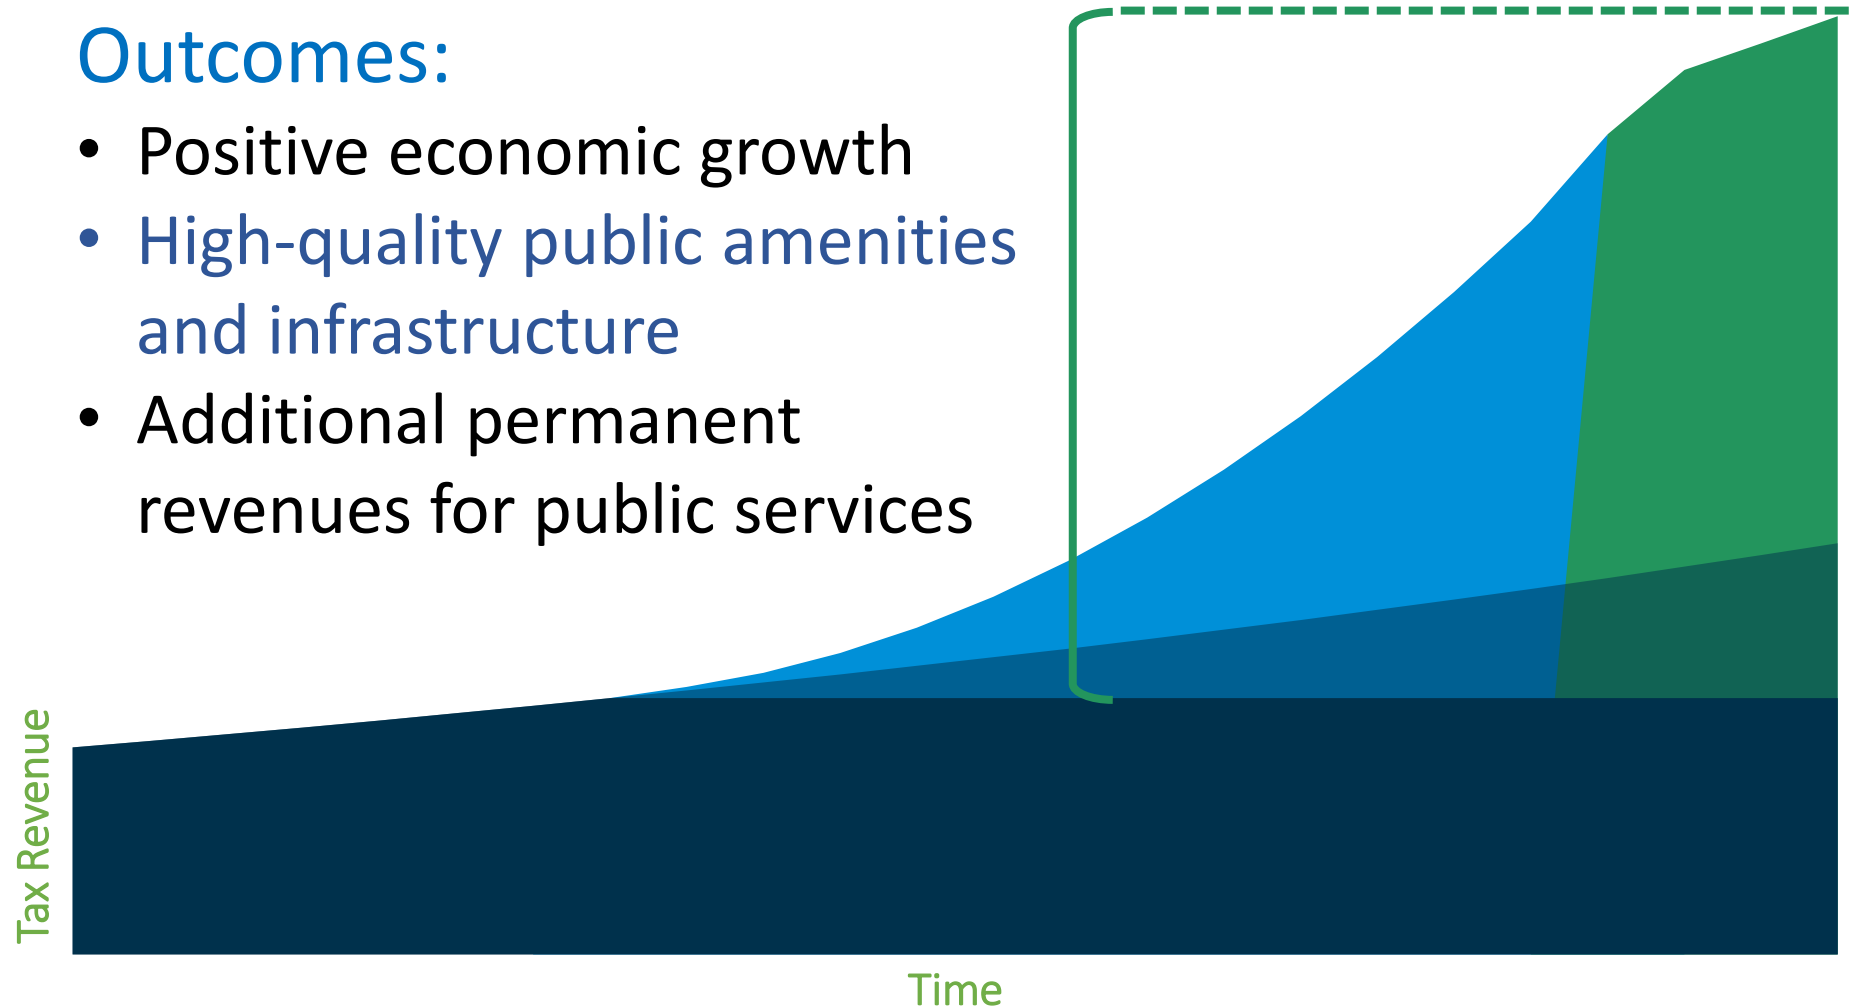 Outcomes:
• Positive economic growth
• High-quality public amenities
and infrastructure
• Additional permanent
revenues for public services
Tax Revenue
Time